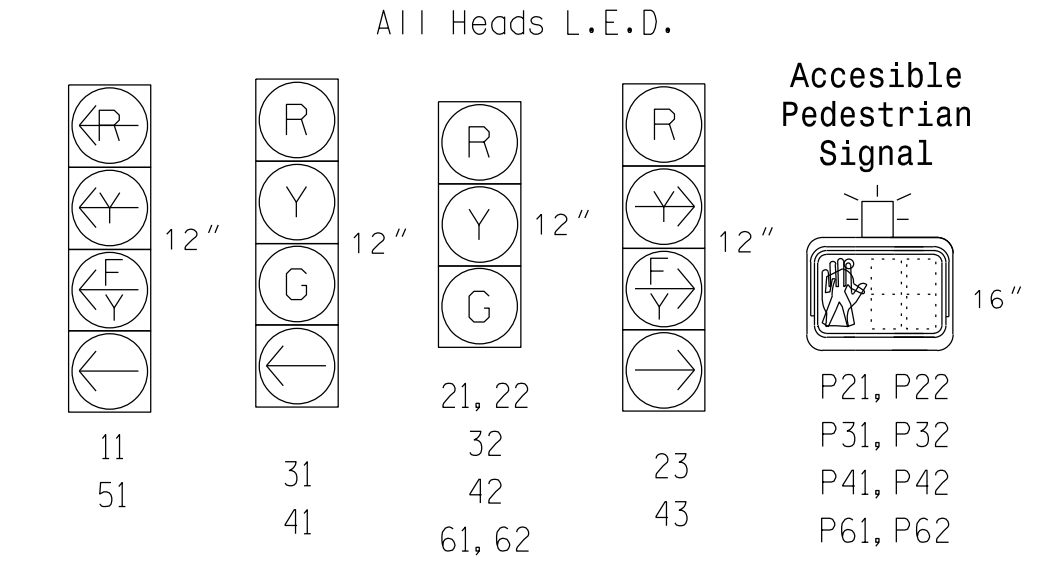 All Heads L.E.D.
R
Y
F
Y
12"
11
51
R
Y
G
12"
31
41
R
Y
G
12"
21, 22
32
42
61, 62
R
Y
F
Y
12"
23
43
Accesible
Pedestrian
Signal
16"
P21, P22
P31, P32
P41, P42
P61, P62